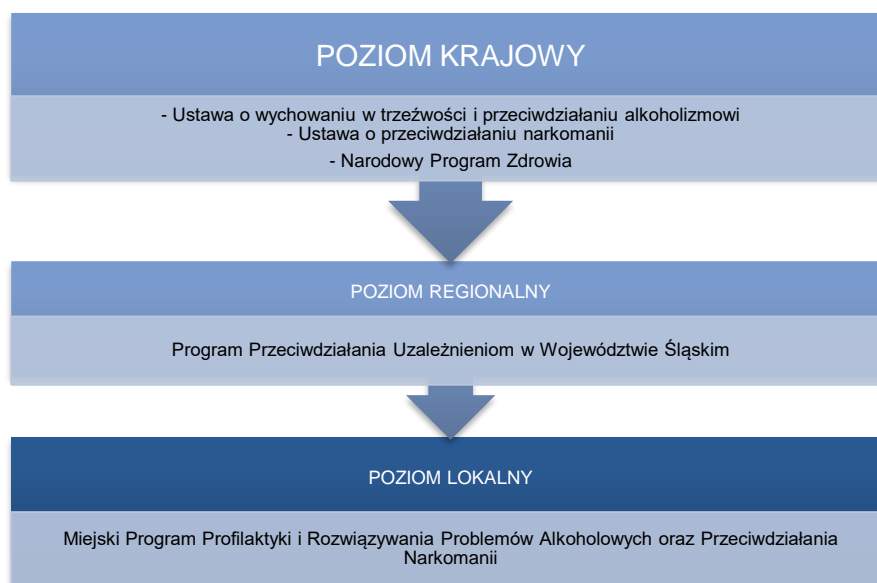 POZIOM KRAJOWY
- Ustawa o wychowaniu w trzeźwości i przeciwdziałaniu alkoholizmowi
- Ustawa o przeciwdziałaniu narkomanii
- Narodowy Program Zdrowia
POZIOM REGIONALNY
Program Przeciwdziałania Uzależnieniom w Województwie Śląskim
POZIOM LOKALNY
Miejski Program Profilaktyki i Rozwiązywania Problemów Alkoholowych oraz Przeciwdziałania
Narkomanii